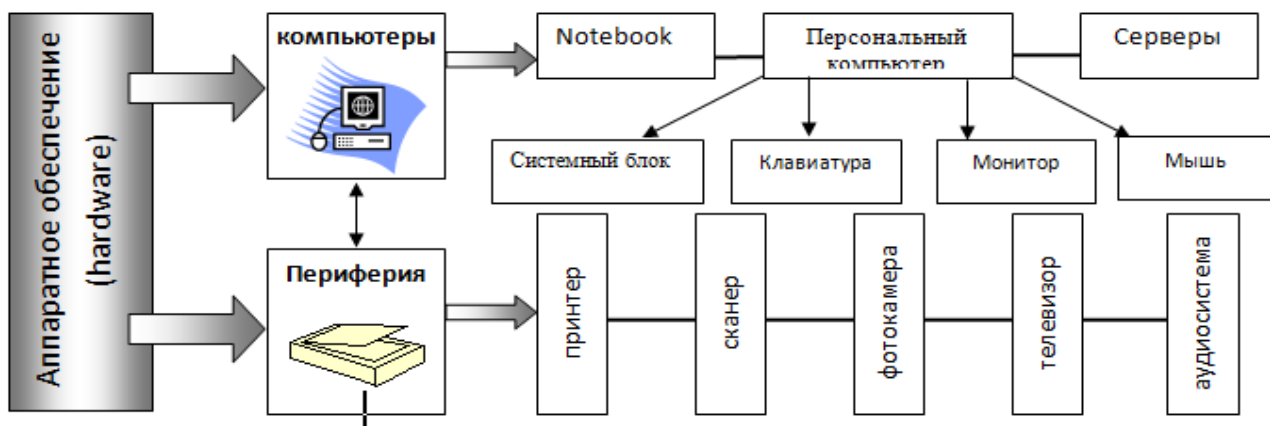 Аппаратное обеспечение
(hardware)
компьютеры
Notebook
Персональный
компьютер
Серверы
Системный блок
Клавиатура
Монитор
Мышь
Периферия
принтер
сканер
фотокамера
телевизор
аудиосистема